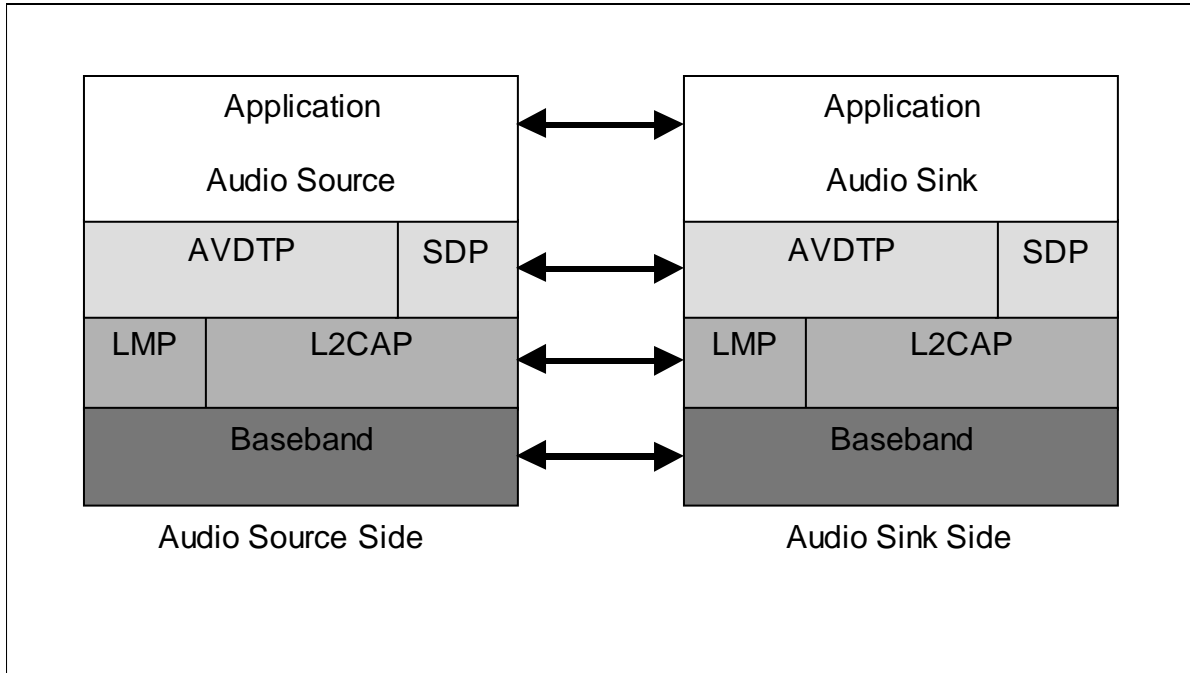 Application
Audio Source
AVDTP
SDP
LMP
L2CAP
Baseband
Audio Source Side
Application
Audio Sink
AVDTP
SDP
LMP
L2CAP
Baseband
Audio Sink Side